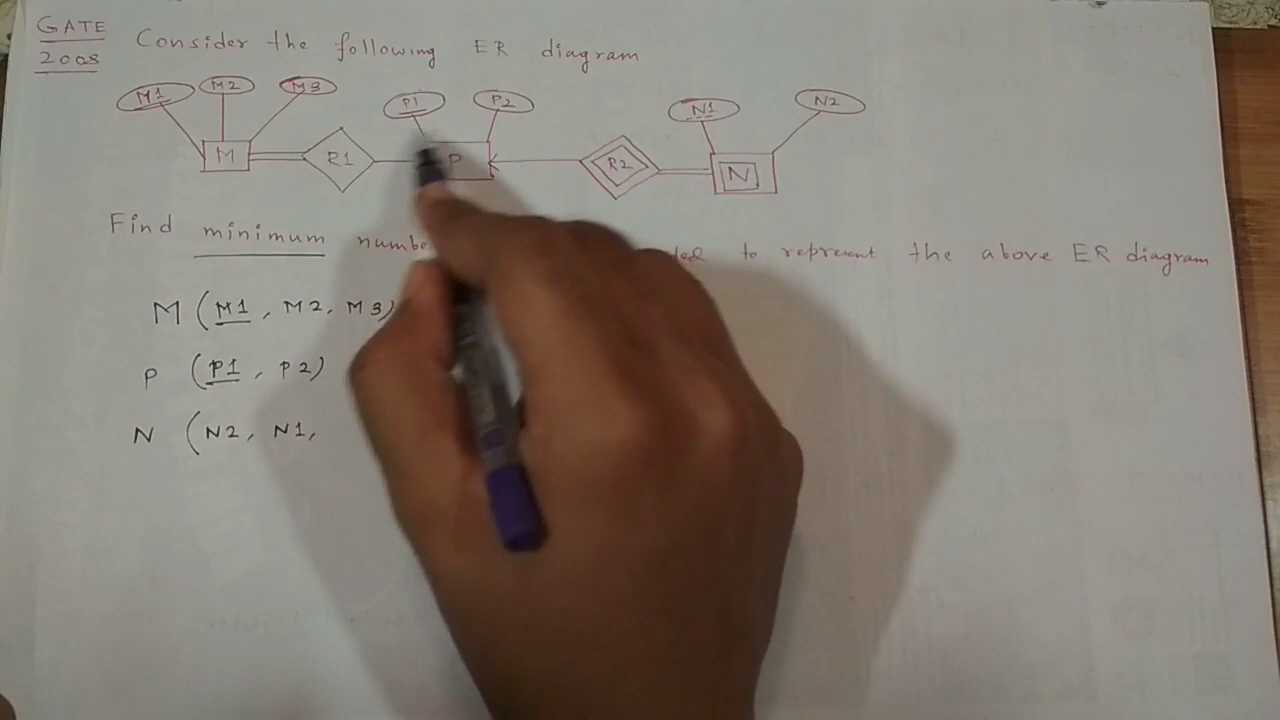 GATE
2008
Consider the following ER diagram
M1 M2 M3 P1 P2 N1 N2
M R1 P R2 N
Find minimum to represent the above ER diagram
M (M1, M2, M3)
P (P1, P2)
N (N2, N1,